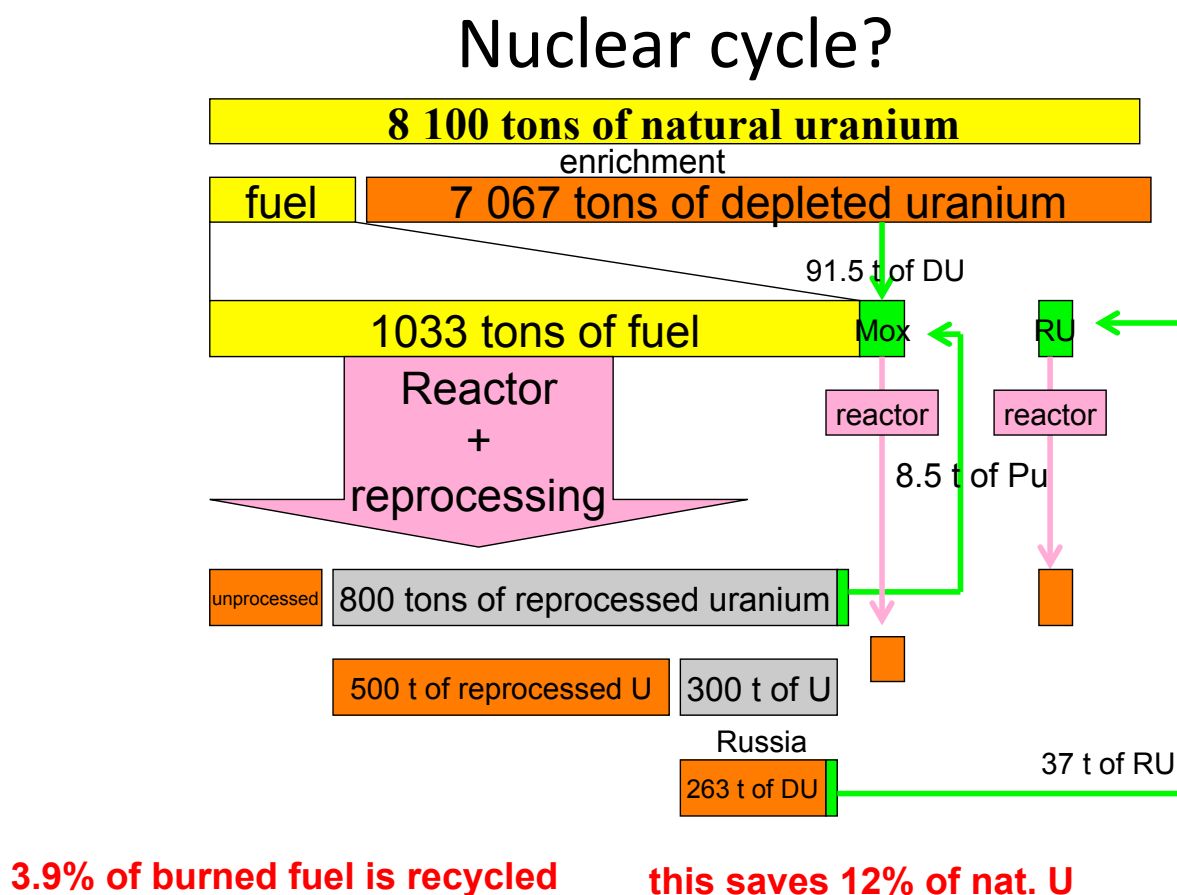 Nuclear cycle?
8 100 tons of natural uranium
enrichment
fuel
7 067 tons of depleted uranium
91.5 t of DU
1033 tons of fuel
Mox
RU
Reactor
+
reprocessing
reactor
reactor
8.5 t of Pu
unprocessed
800 tons of reprocessed uranium
500 t of reprocessed U
300 t of U
Russia
37 t of RU
263 t of DU
3.9% of burned fuel is recycled
this saves 12% of nat. U